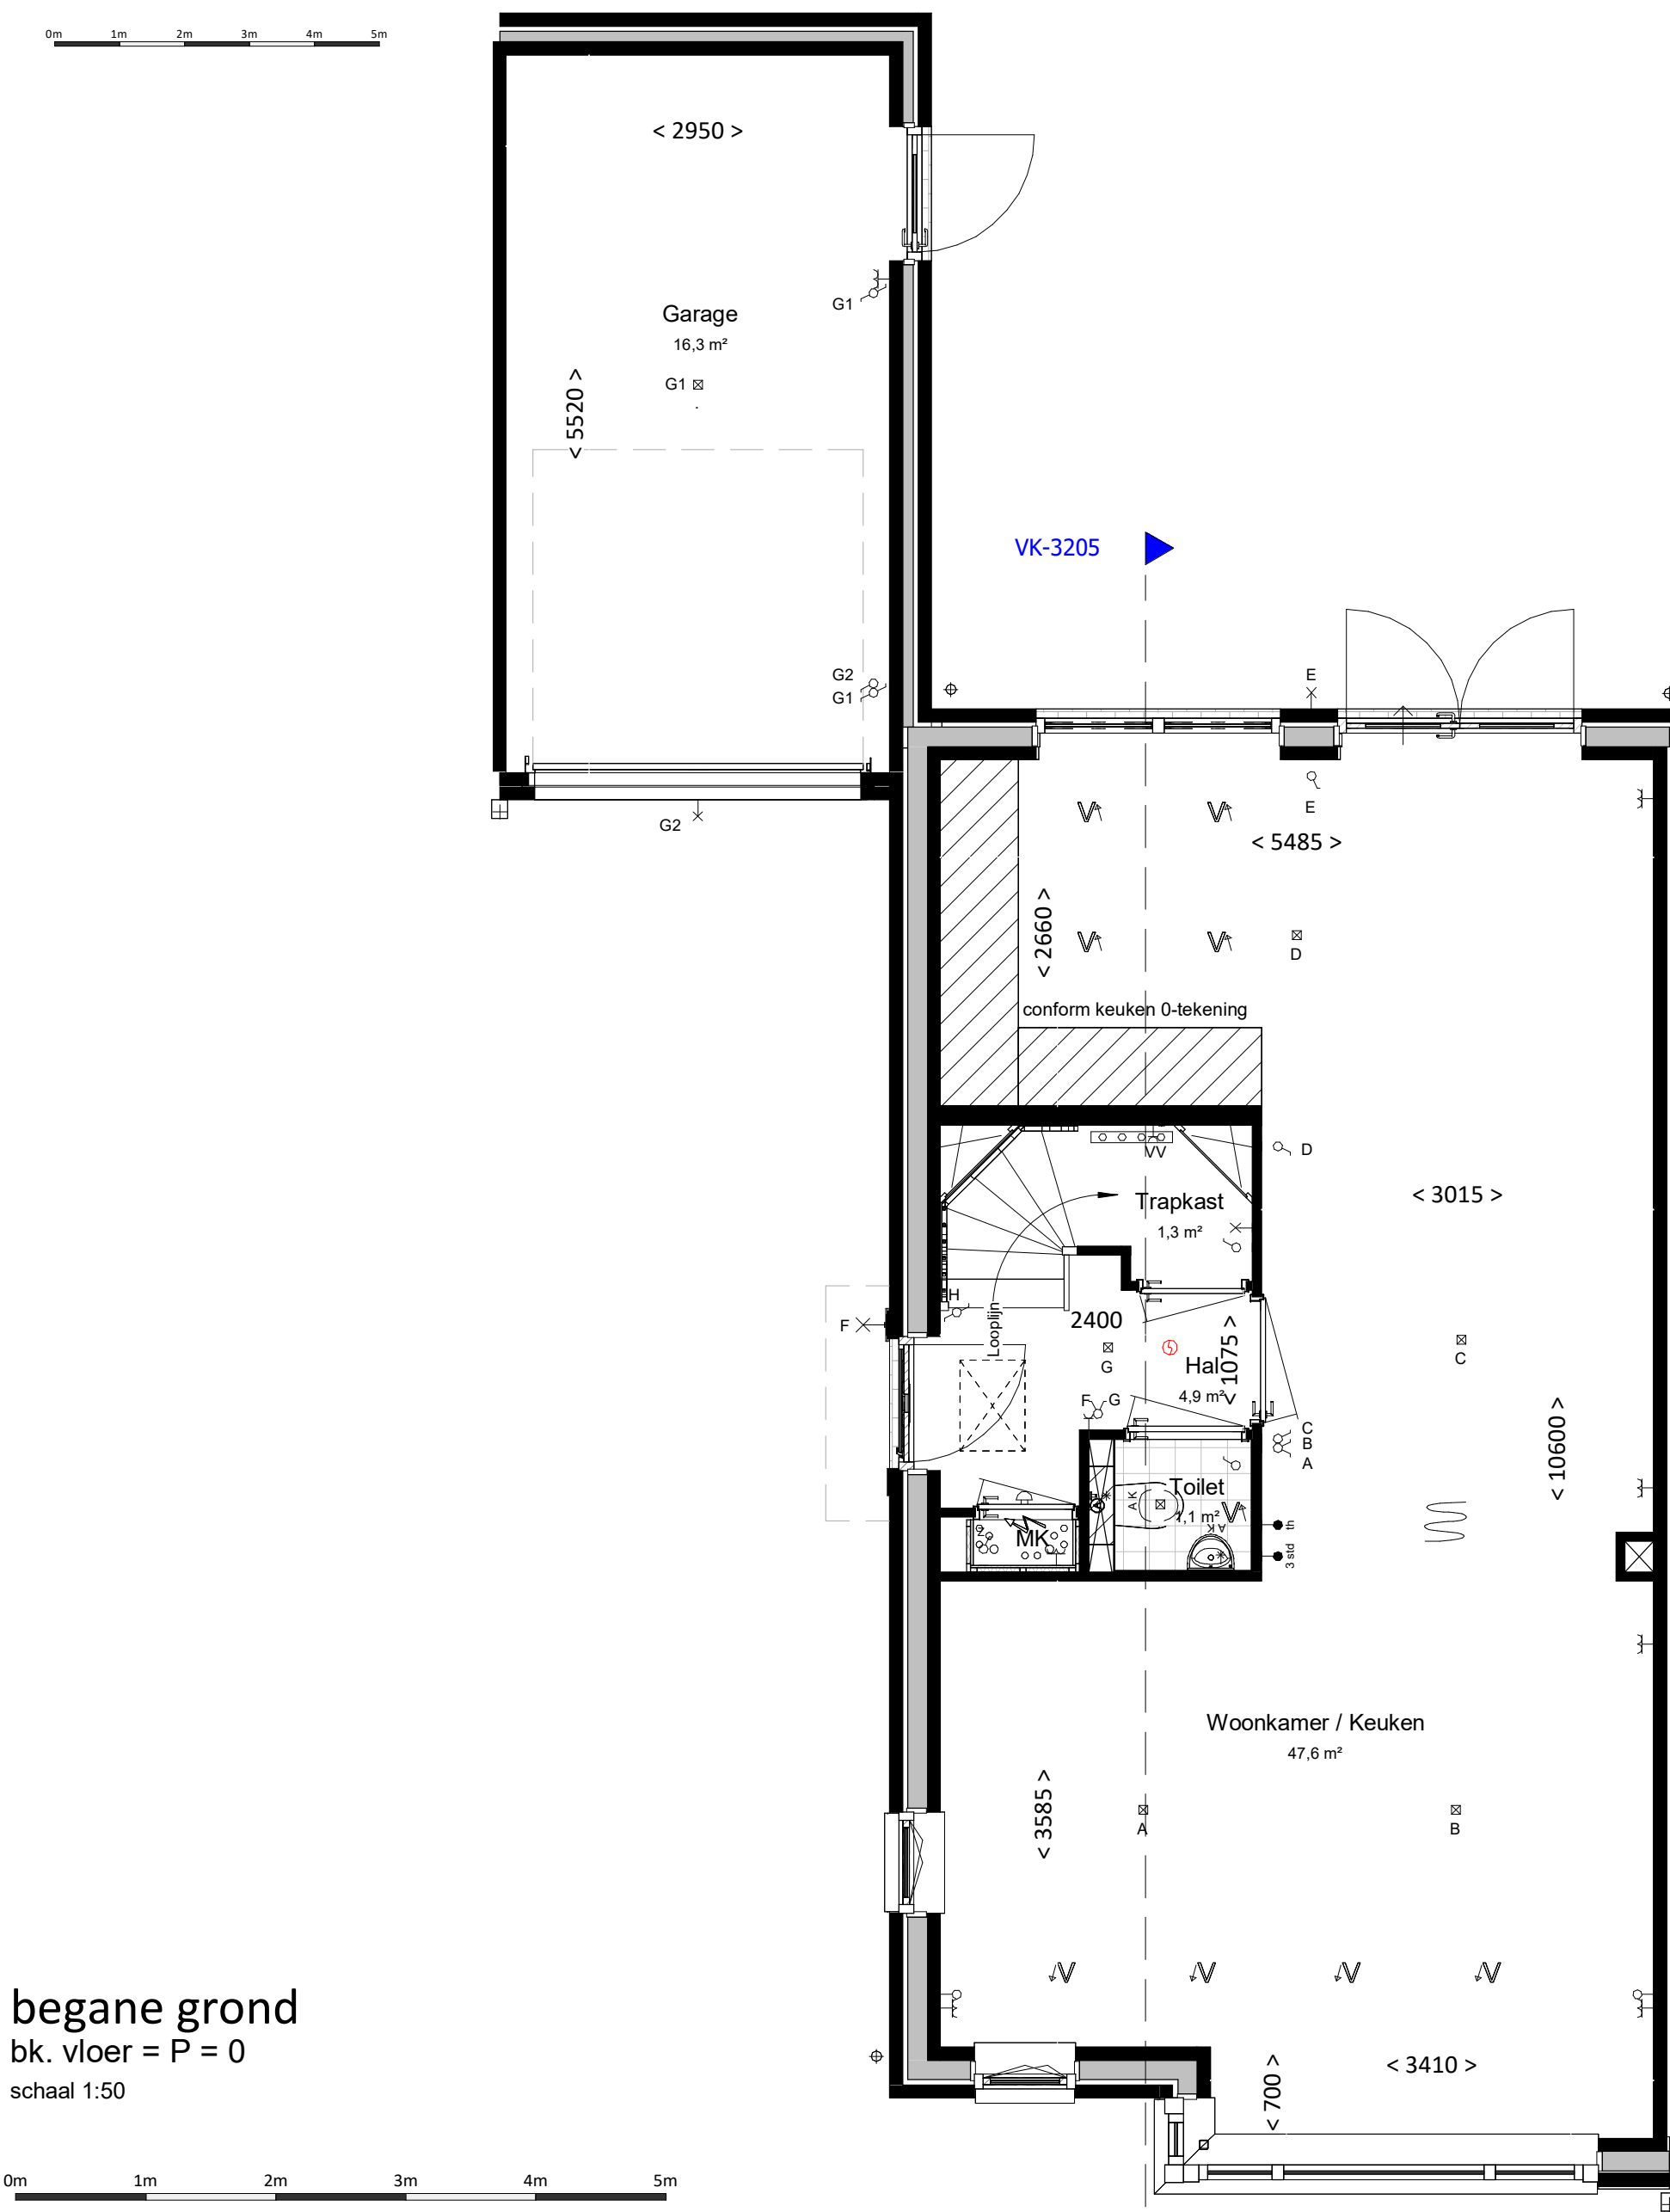 0m 1m 2m 3m 4m 5m
< 2950 >
G1
Garage
16,3 m²
G1
< 5520 >
VK-3205
G2
G1
E
G2
E
< 5485 >
< 2660 >
D
conform keuken 0-tekening
D
VV
Trapkast
1,3 m²
< 3015 >
H
Looplijn
2400
F
G
Hal
4,9 m²
< 1075 >
C
F G
C
B
A
< 10600 >
Toilet
1,1 m²
AK
AK
th
3 std
MK
Woonkamer / Keuken
47,6 m²
< 3585 >
A
B
begane grond
bk. vloer = P = 0
schaal 1:50
< 700 >
< 3410 >
0m 1m 2m 3m 4m 5m